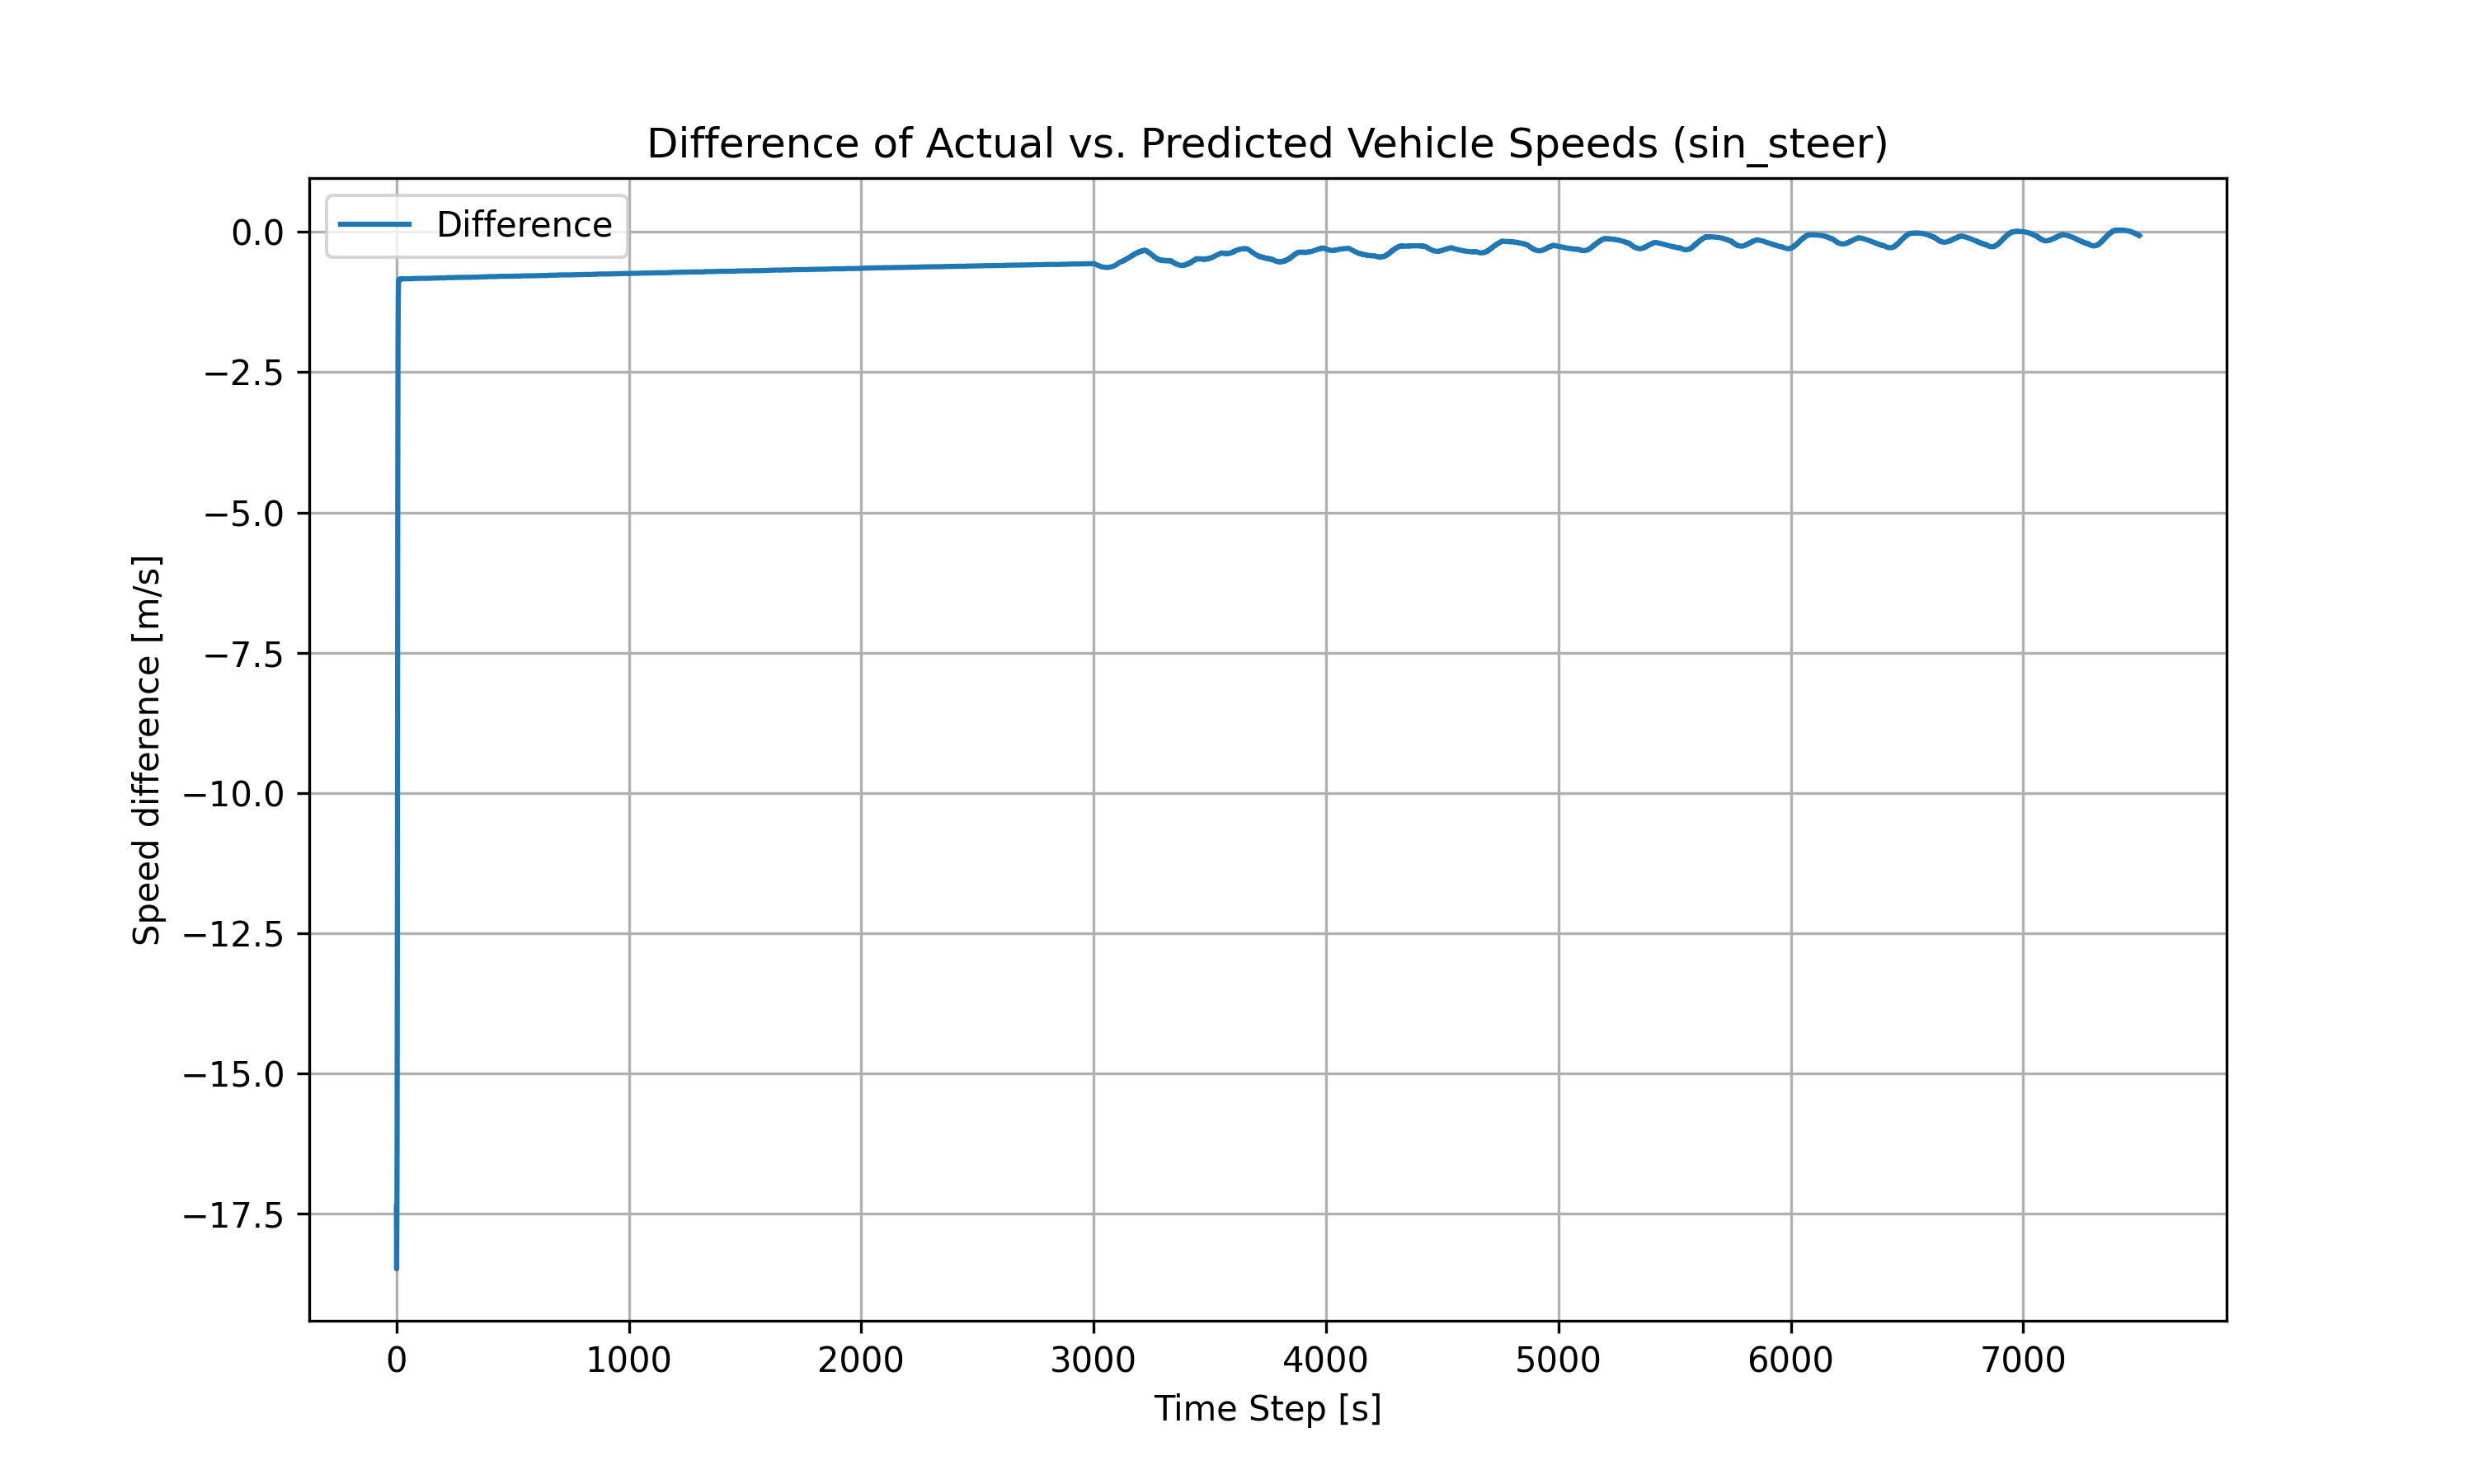 Difference of Actual vs. Predicted Vehicle Speeds (sin_steer)
Difference
0.0
−2.5
−5.0
−7.5
−10.0
−12.5
−15.0
−17.5
Speed difference [m/s]
0 1000 2000 3000 4000 5000 6000 7000
Time Step [s]